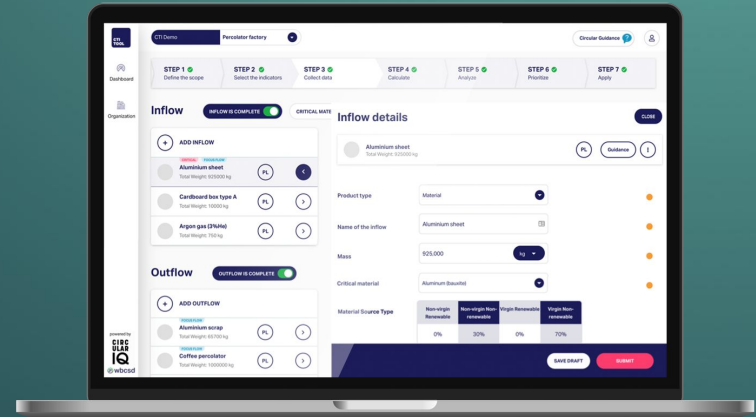 CTI
TOOL
CTI Demo
Percolator factory
Circular Guidance
?
Dashboard
Organization
STEP 1
Define the scope
STEP 2
Select the indicators
STEP 3
Collect data
STEP 4
Calculate
STEP 5
Analyze
STEP 6
Prioritize
STEP 7
Apply
Inflow
INFLOW IS COMPLETE
CRITICAL MATE
+ ADD INFLOW
CRITICAL FOCUS FLOW
Aluminium sheet
Total Weight: 925000 kg
PL
Cardboard box type A
Total Weight: 10000 kg
PL
Argon gas (3%He)
Total Weight: 750 kg
PL
Outflow
OUTFLOW IS COMPLETE
+ ADD OUTFLOW
FOCUS FLOW
Aluminium scrap
Total Weight: 65700 kg
PL
FOCUS FLOW
Coffee percolator
Total Weight: 1000000 kg
PL
Inflow details
CLOSE
Aluminium sheet
Total Weight: 925000 kg
PL
Guidance
Product type
Material
Name of the inflow
Aluminium sheet
Mass
925.000
kg
Critical material
Aluminum (bauxite)
Material Source Type
Non-virgin Renewable
Non-virgin Non-renewable
Virgin Renewable
Virgin Non-renewable
0%
30%
0%
70%
SAVE DRAFT
SUBMIT
powered by
CIRC
ULAR
IQ
wbcsd